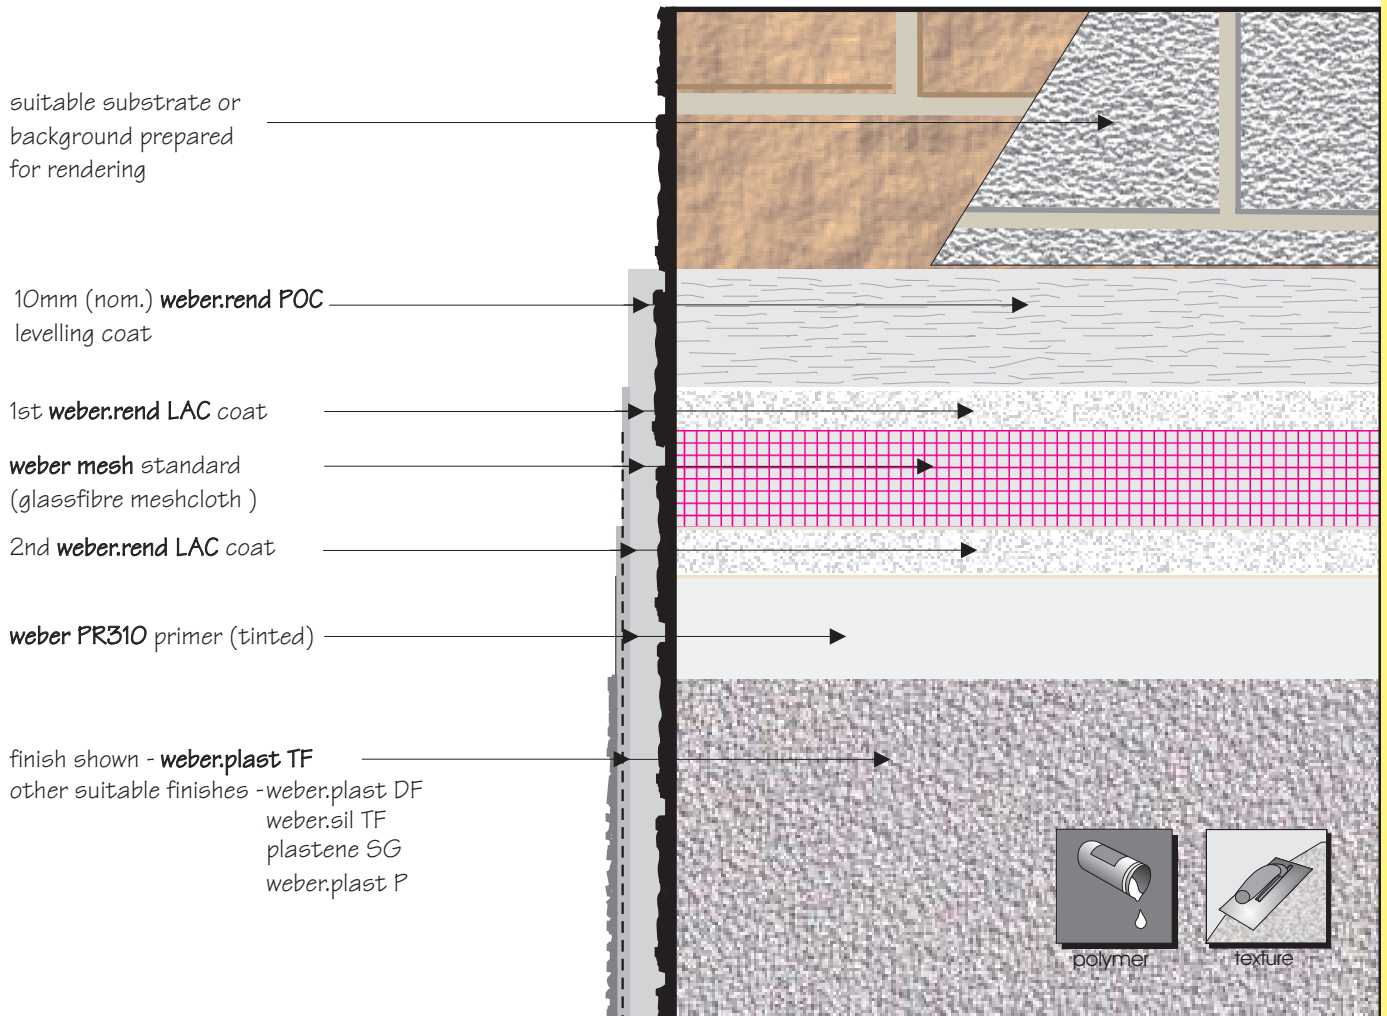 suitable substrate or
background prepared
for rendering
10mm (nom.) weber.rend POC
levelling coat
1st weber.rend LAC coat
weber mesh standard
(glassfibre meshcloth )
2nd weber.rend LAC coat
weber PR310 primer (tinted)
finish shown - weber.plast TF
other suitable finishes -weber.plast DF
weber.sil TF
plastene SG
weber.plast P
polymer
texture